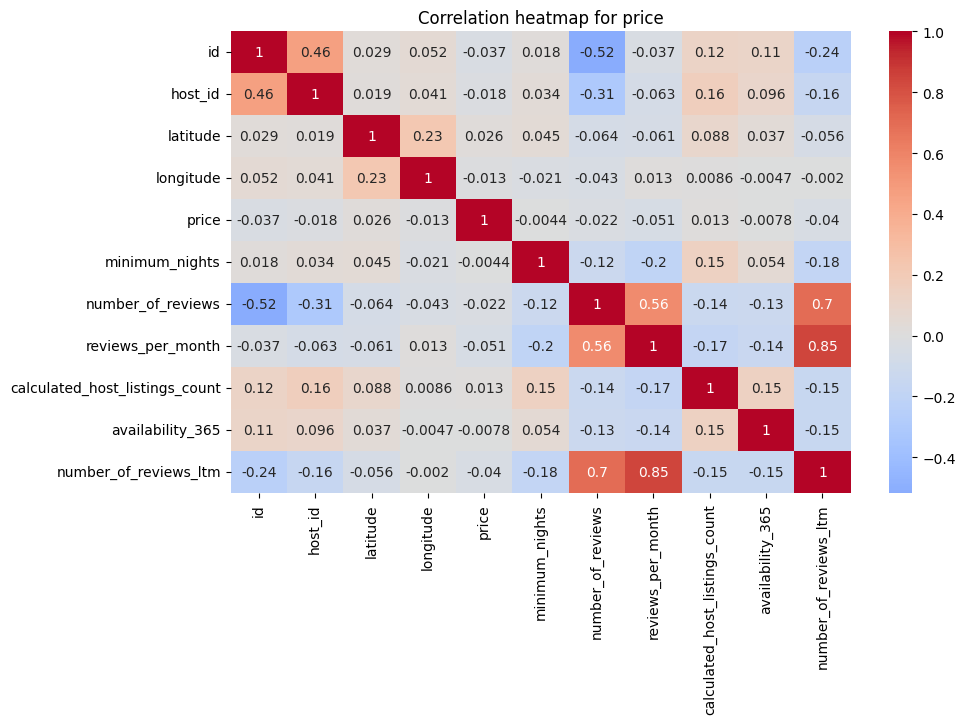 Correlation heatmap for price
id 1 0.46 0.029 0.052 -0.037 0.018 -0.52 -0.037 0.12 0.11 -0.24
host_id 0.46 1 0.019 0.041 -0.018 0.034 -0.31 -0.063 0.16 0.096 -0.16
latitude 0.029 0.019 1 0.23 0.026 0.045 -0.064 -0.061 0.088 0.037 -0.056
longitude 0.052 0.041 0.23 1 -0.013 -0.021 -0.043 0.013 0.0086 -0.0047 -0.002
price -0.037 -0.018 0.026 -0.013 1 -0.0044 -0.022 -0.051 0.013 -0.0078 -0.04
minimum_nights 0.018 0.034 0.045 -0.021 -0.0044 1 -0.12 -0.2 0.15 0.054 -0.18
number_of_reviews -0.52 -0.31 -0.064 -0.043 -0.022 -0.12 1 0.56 -0.14 -0.13 0.7
reviews_per_month -0.037 -0.063 -0.061 0.013 -0.051 -0.2 0.56 1 -0.17 -0.14 0.85
calculated_host_listings_count 0.12 0.16 0.088 0.0086 0.013 0.15 -0.14 -0.17 1 0.15 -0.15
availability_365 0.11 0.096 0.037 -0.0047 -0.0078 0.054 -0.13 -0.14 0.15 1 -0.15
number_of_reviews_ltm -0.24 -0.16 -0.056 -0.002 -0.04 -0.18 0.7 0.85 -0.15 -0.15 1
id
host_id
latitude
longitude
price
minimum_nights
number_of_reviews
reviews_per_month
calculated_host_listings_count
availability_365
number_of_reviews_ltm
1.0
0.8
0.6
0.4
0.2
0.0
−0.2
−0.4